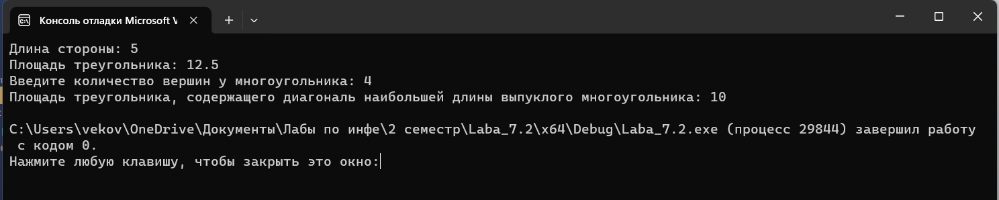 Консоль отладки Microsoft V
Длина стороны: 5
Площадь треугольника: 12.5
Введите количество вершин у многоугольника: 4
Площадь треугольника, содержащего диагональ наибольшей длины выпуклого многоугольника: 10
C:\Users\vekov\OneDrive\Документы\Лабы по инфе\2 семестр\Laba_7.2\x64\Debug\Laba_7.2.exe (процесс 29844) завершил работу
с кодом 0.
Нажмите любую клавишу, чтобы закрыть это окно: